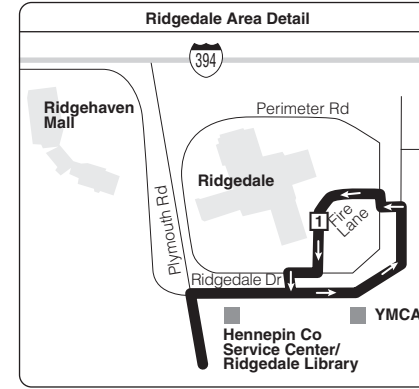 Ridgedale Area Detail
394
Ridgehaven
Mall
Perimeter Rd
Ridgedale
Plymouth Rd
1
Fire
Lane
Ridgedale Dr
YMCA
Hennepin Co
Service Center/
Ridgedale Library